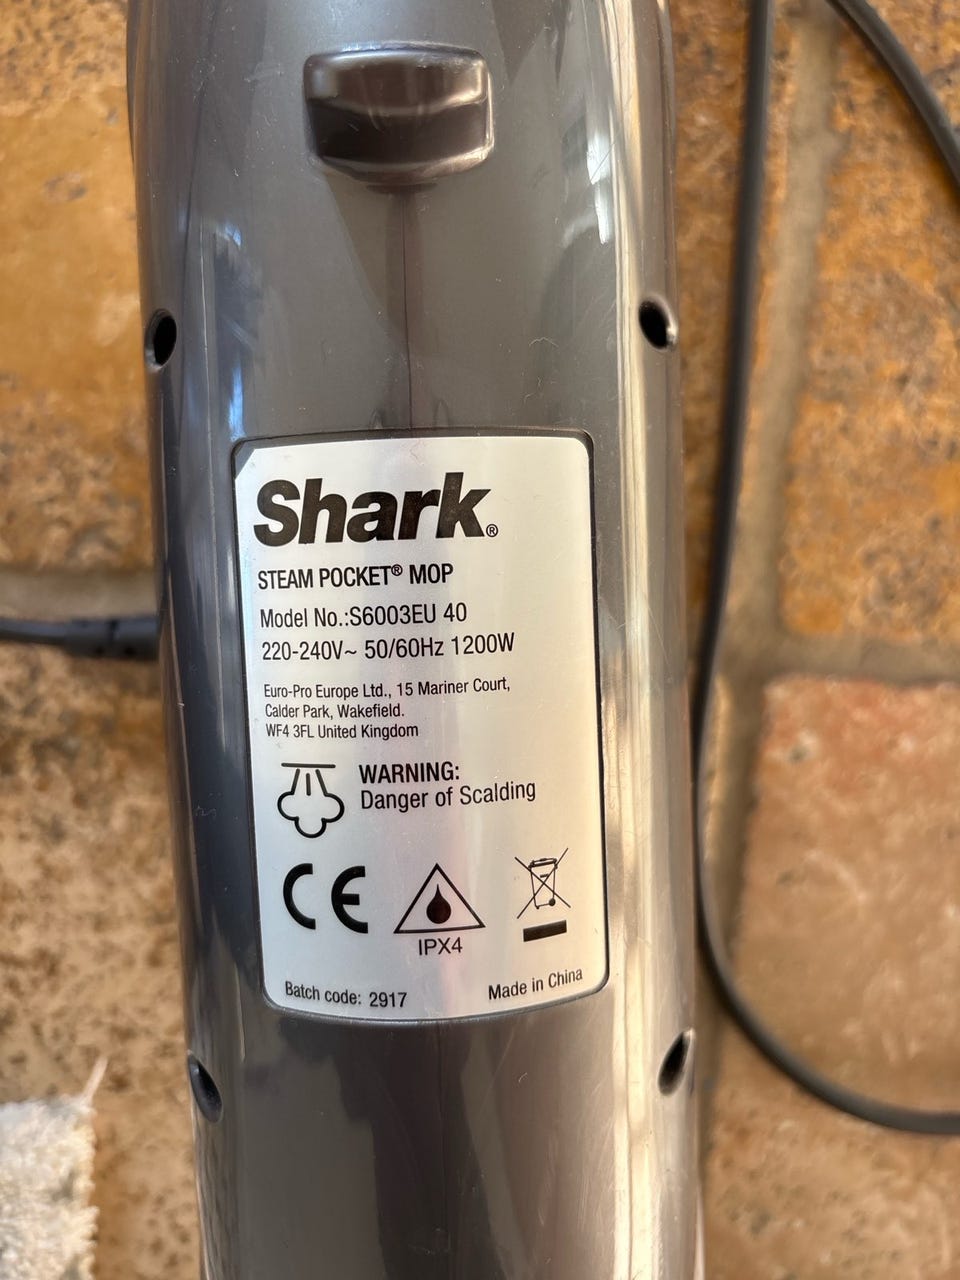 Shark®
STEAM POCKET® MOP
Model No.:S6003EU 40
220-240V~ 50/60Hz 1200W
Euro-Pro Europe Ltd., 15 Mariner Court,
Calder Park, Wakefield.
WF4 3FL United Kingdom
WARNING:
Danger of Scalding
CE
IPX4
Batch code: 2917 Made in China